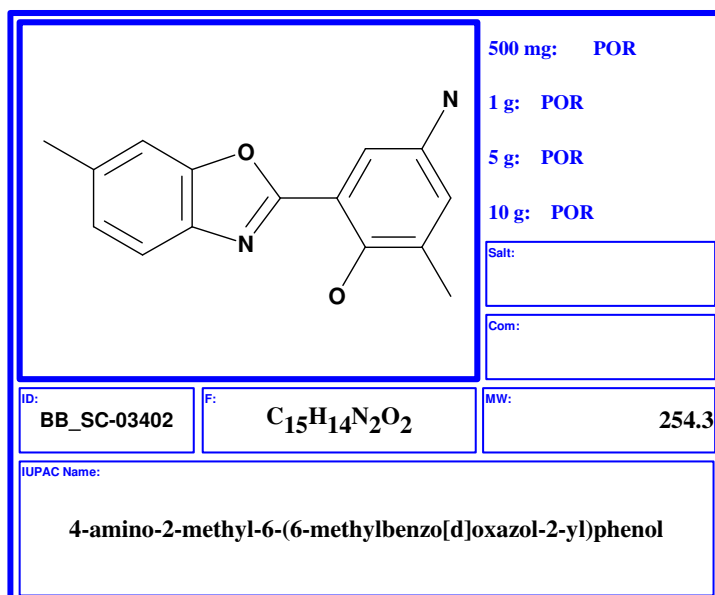 N
O
N
O
500 mg: POR
1 g: POR
5 g: POR
10 g: POR
Salt:
Com:
ID:
BB_SC-03402
F:
C15H14N2O2
MW:
254.3
IUPAC Name:
4-amino-2-methyl-6-(6-methylbenzo[d]oxazol-2-yl)phenol